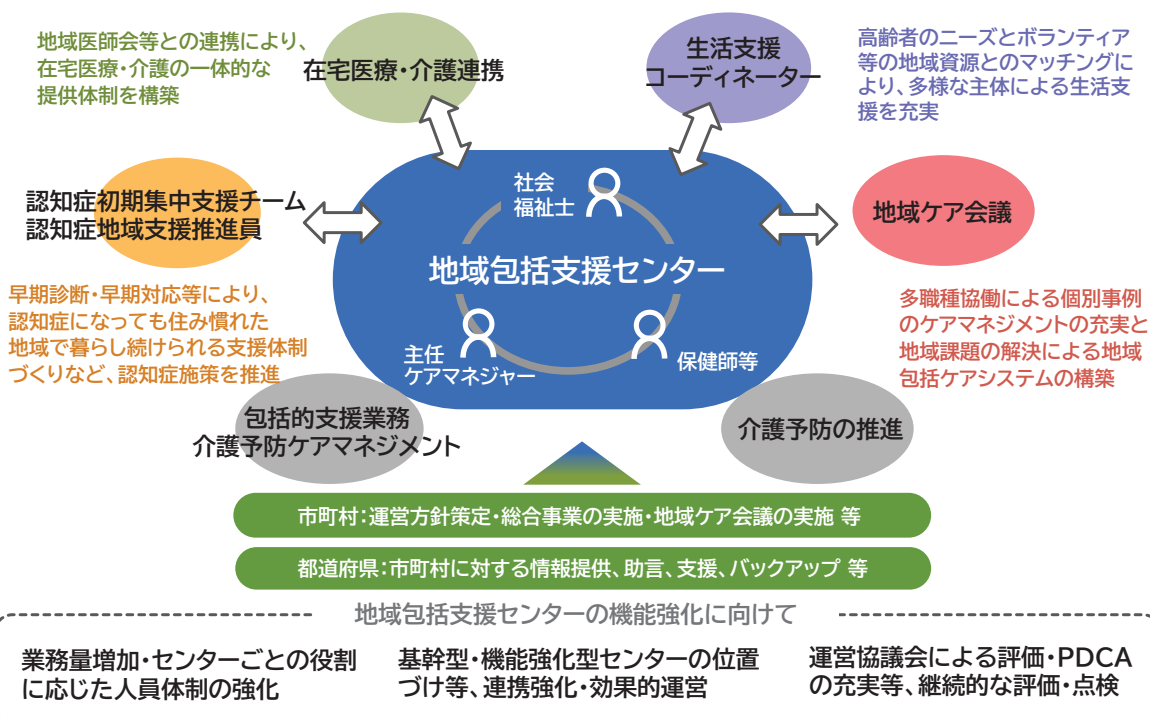 地域医師会等との連携により、
在宅医療・介護の一体的な
提供体制を構築
在宅医療・介護連携
生活支援
コーディネーター
高齢者のニーズとボランティア
等の地域資源とのマッチングに
より、多様な主体による生活支
援を充実
認知症初期集中支援チーム
認知症地域支援推進員
社会
福祉士
地域ケア会議
地域包括支援センター
早期診断・早期対応等により、
認知症になっても住み慣れた
地域で暮らし続けられる支援体制
づくりなど、認知症施策を推進
主任
ケアマネジャー
保健師等
多職種協働による個別事例
のケアマネジメントの充実と
地域課題の解決による地域
包括ケアシステムの構築
包括的支援業務
介護予防ケアマネジメント
介護予防の推進
市町村：運営方針策定・総合事業の実施・地域ケア会議の実施 等
都道府県：市町村に対する情報提供、助言、支援、バックアップ 等
地域包括支援センターの機能強化に向けて
業務量増加・センターごとの役割
に応じた人員体制の強化
基幹型・機能強化型センターの位置
づけ等、連携強化・効果的運営
運営協議会による評価・PDCA
の充実等、継続的な評価・点検